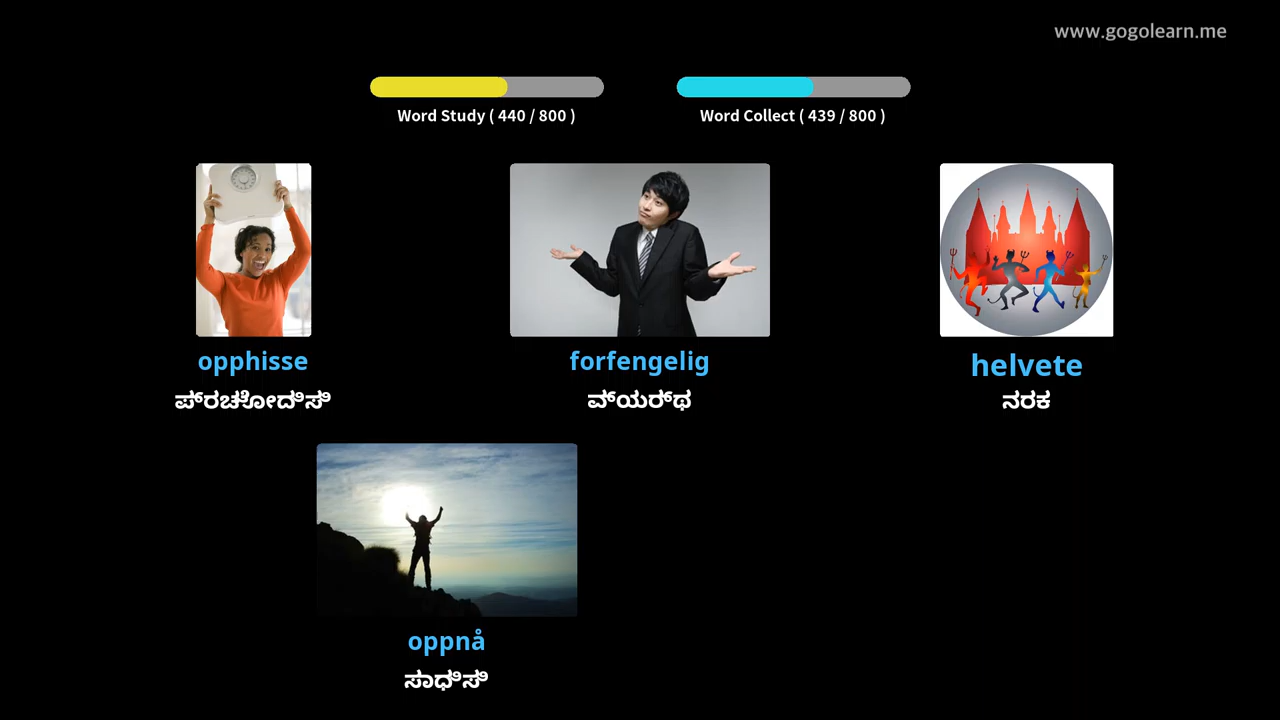 www.gogolearn.me
Word Study ( 440 / 800 )
Word Collect ( 439 / 800 )
opphisse
ಪ್ರಚೋದಿಸಿ
forfengelig
ವ್ಯರ್ಥ
helvete
ನರಕ
oppnå
ಸಾಧಿಸಿ